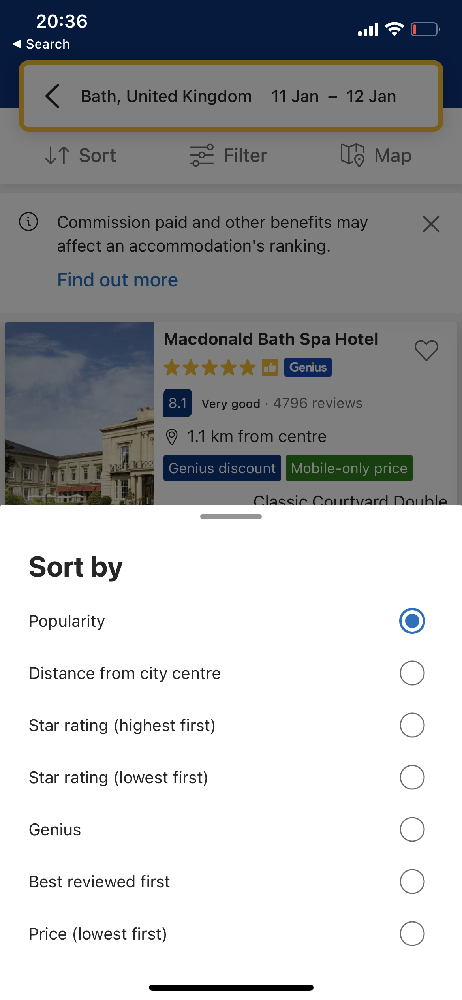 20:36
Search
Bath, United Kingdom 11 Jan – 12 Jan
Sort Filter Map
Commission paid and other benefits may
affect an accommodation's ranking.
Find out more
Macdonald Bath Spa Hotel
Genius
8.1 Very good · 4796 reviews
1.1 km from centre
Genius discount Mobile-only price
Classic Courtyard Double
Sort by
Popularity
Distance from city centre
Star rating (highest first)
Star rating (lowest first)
Genius
Best reviewed first
Price (lowest first)